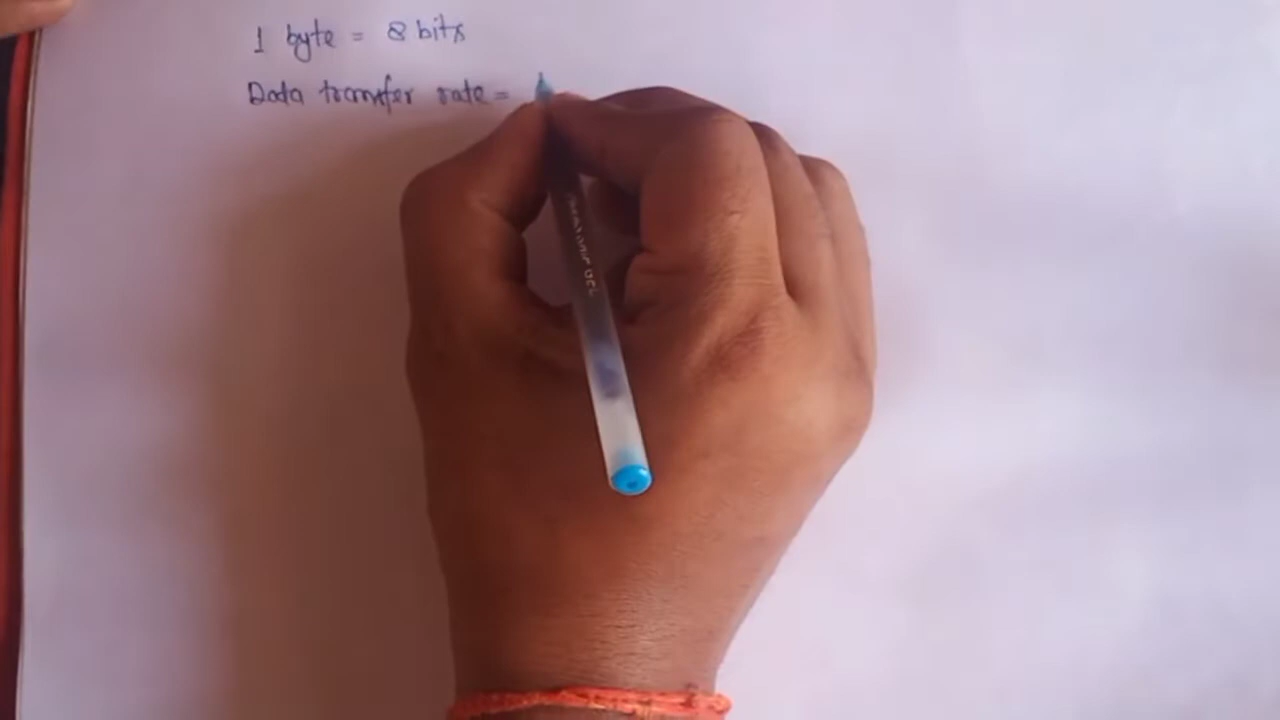 1 byte = 8 bits
Data transfer rate =